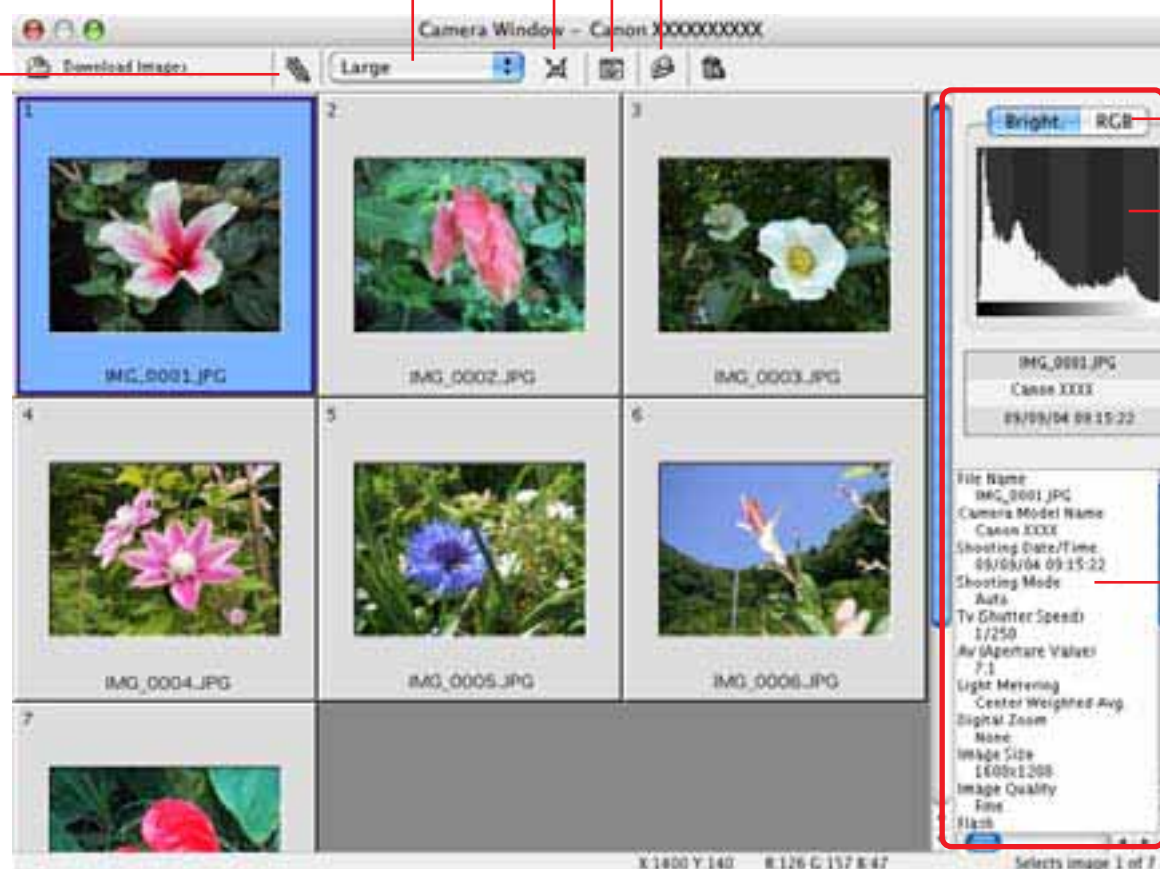 Camera Window - Canon XXXXXXXXXX
Download Images
Large
1
2
3
IMG_0001.JPG
IMG_0002.JPG
IMG_0003.JPG
4
5
6
IMG_0004.JPG
IMG_0005.JPG
IMG_0006.JPG
7
Bright.
RGB
IMG_0001.JPG
Canon XXXX
09/09/04 09:15:22
File Name
IMG_0001.JPG
Camera Model Name
Canon XXXX
Shooting Date/Time
09/09/04 09:15:22
Shooting Mode
Auto
Tv (Shutter Speed)
1/250
Av (Aperture Value)
7.1
Light Metering
Center Weighted Avg.
Digital Zoom
None
Image Size
1600x1200
Image Quality
Fine
Flash
X 1400 Y 140 R 126 G 157 B 47
Selects image 1 of 7